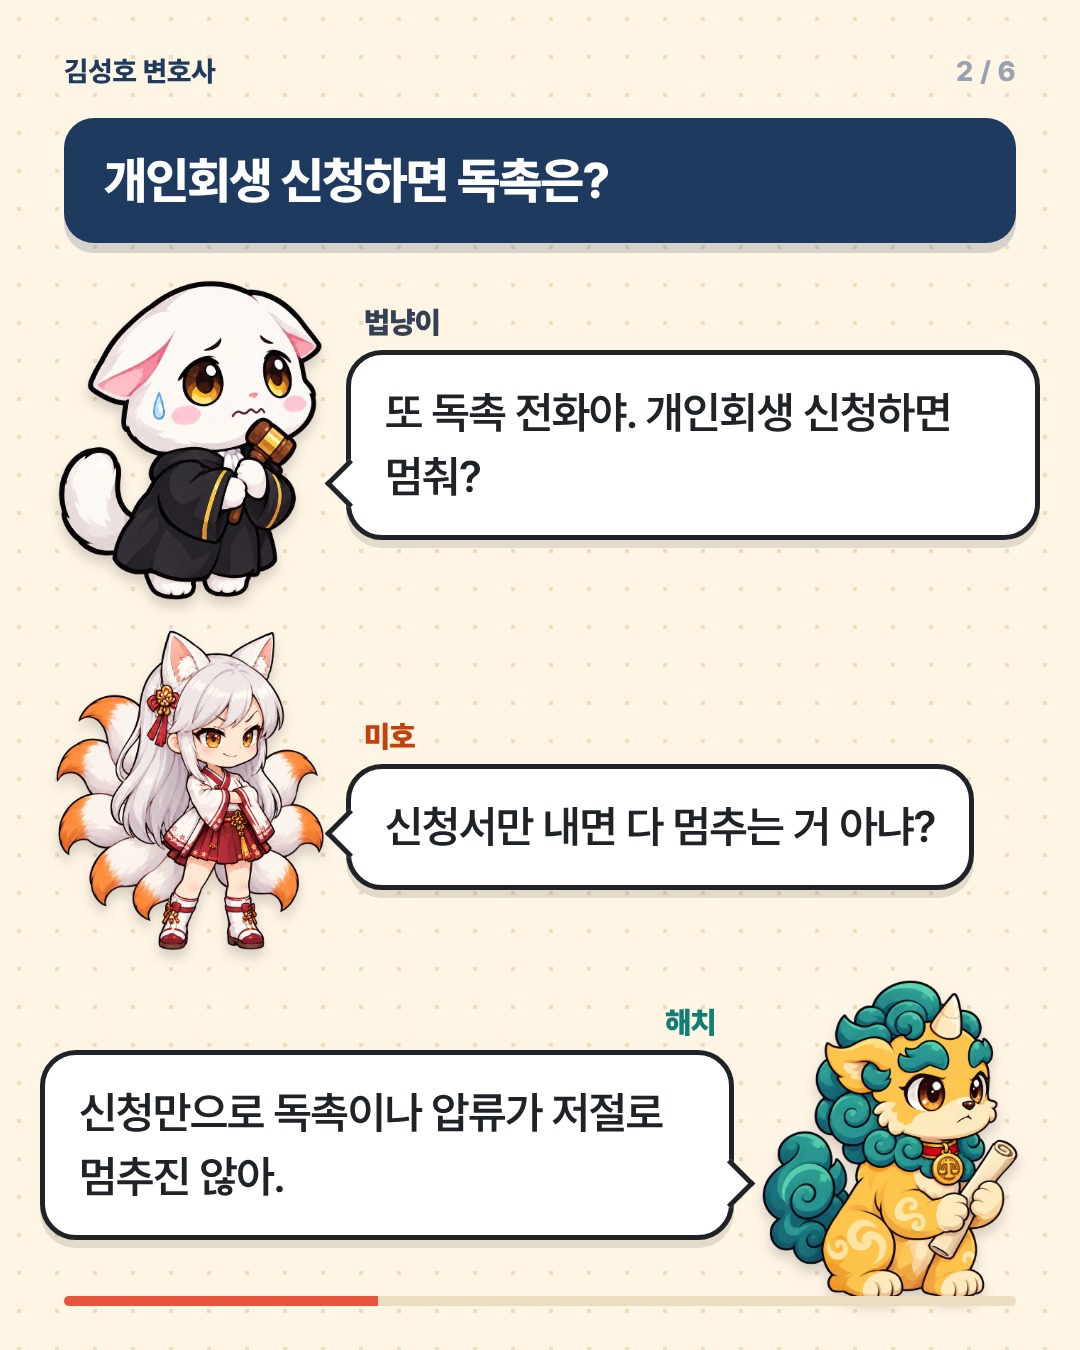 김성호 변호사
2 / 6
개인회생 신청하면 독촉은?
법냥이
또 독촉 전화야. 개인회생 신청하면
멈춰?
미호
신청서만 내면 다 멈추는 거 아냐?
해치
신청만으로 독촉이나 압류가 저절로
멈추진 않아.